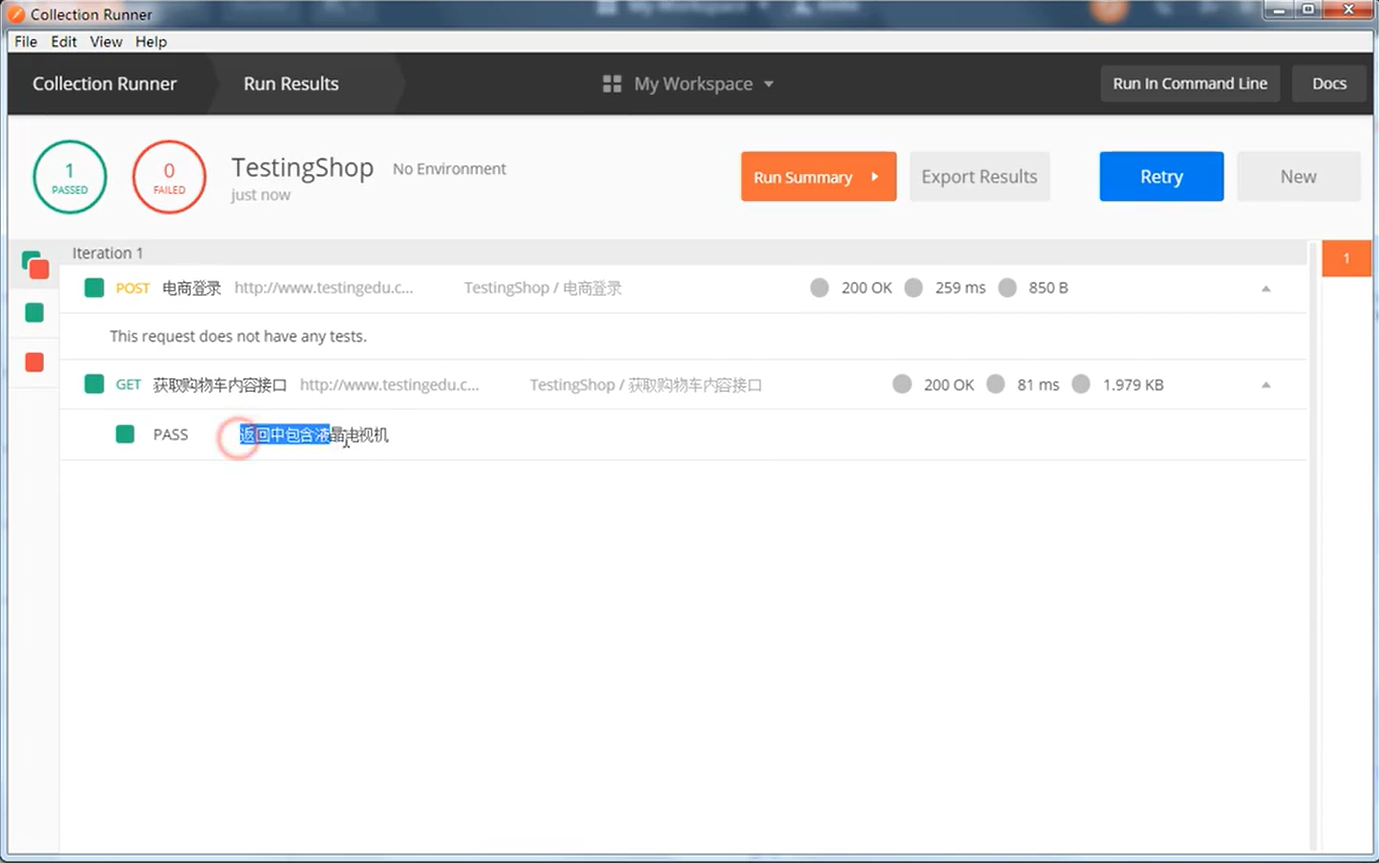 Collection Runner
File Edit View Help
Collection Runner Run Results My Workspace Run In Command Line Docs
1 PASSED 0 FAILED TestingShop No Environment Run Summary Export Results Retry New
just now
Iteration 1 1
POST 电商登录 http://www.testingedu.c... TestingShop / 电商登录 200 OK 259 ms 850 B
This request does not have any tests.
GET 获取购物车内容接口 http://www.testingedu.c... TestingShop / 获取购物车内容接口 200 OK 81 ms 1.979 KB
PASS 返回中包含液晶电视机